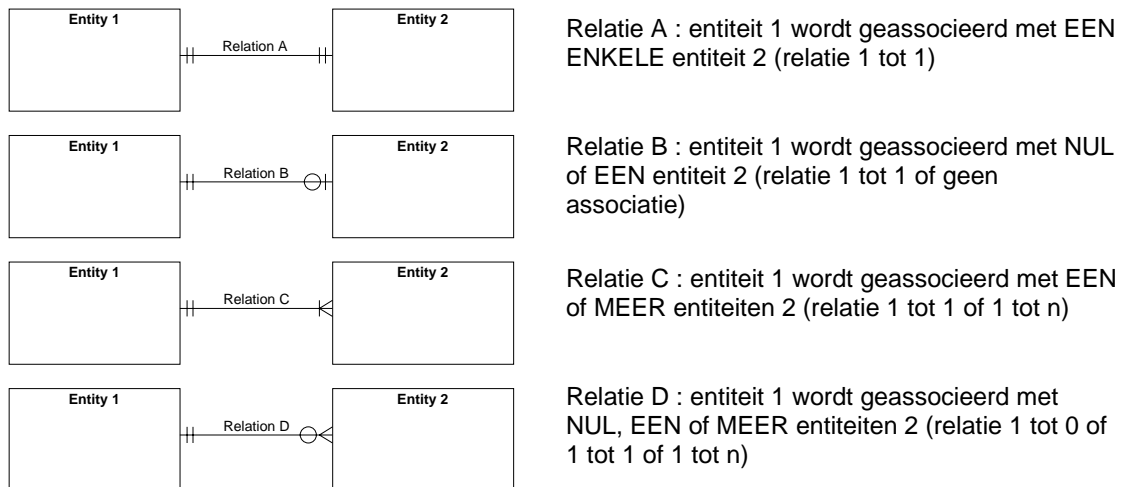 Entity 1
Relation A
Entity 2
Relatie A : entiteit 1 wordt geassocieerd met EEN
ENKELE entiteit 2 (relatie 1 tot 1)
Entity 1
Relation B
Entity 2
Relatie B : entiteit 1 wordt geassocieerd met NUL
of EEN entiteit 2 (relatie 1 tot 1 of geen
associatie)
Entity 1
Relation C
Entity 2
Relatie C : entiteit 1 wordt geassocieerd met EEN
of MEER entiteiten 2 (relatie 1 tot 1 of 1 tot n)
Entity 1
Relation D
Entity 2
Relatie D : entiteit 1 wordt geassocieerd met
NUL, EEN of MEER entiteiten 2 (relatie 1 tot 0 of
1 tot 1 of 1 tot n)